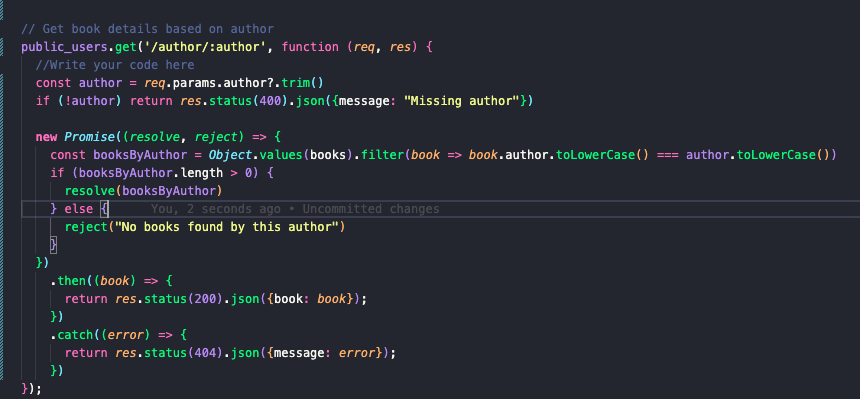 // Get book details based on author
public_users.get('/author/:author', function (req, res) {
  //Write your code here
  const author = req.params.author?.trim()
  if (!author) return res.status(400).json({message: "Missing author"})

  new Promise((resolve, reject) => {
    const booksByAuthor = Object.values(books).filter(book => book.author.toLowerCase() === author.toLowerCase())
    if (booksByAuthor.length > 0) {
      resolve(booksByAuthor)
    } else {      You, 2 seconds ago • Uncommitted changes
      reject("No books found by this author")
    }
  })
    .then((book) => {
      return res.status(200).json({book: book});
    })
    .catch((error) => {
      return res.status(404).json({message: error});
    })
});